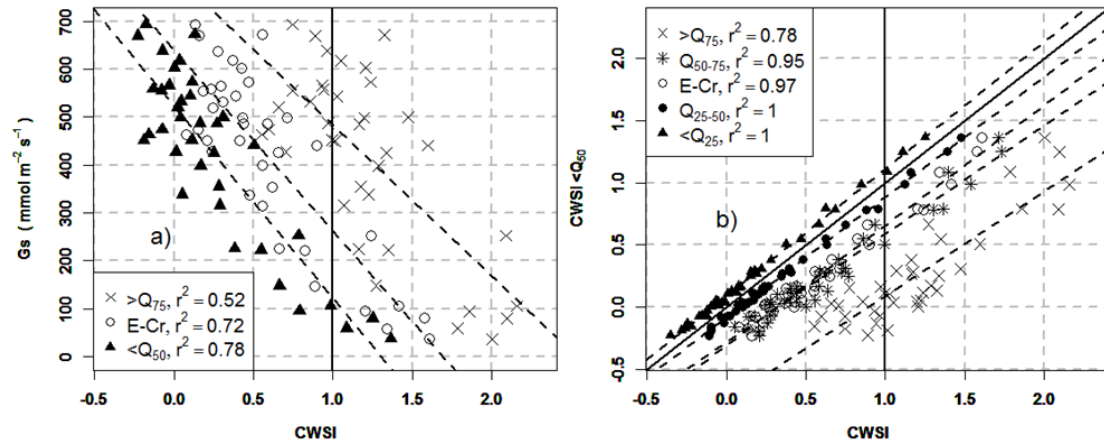 700
600
500
400
300
200
100
0
Gs ( mmol m⁻² s⁻¹ )
a)
>Q₇₅, r² = 0.52
E-Cr, r² = 0.72
<Q₅₀, r² = 0.78
-0.5 0.0 0.5 1.0 1.5 2.0
CWSI
2.0
1.5
1.0
0.5
0.0
-0.5
CWSI <Q₅₀
>Q₇₅, r² = 0.78
Q₅₀₋₇₅, r² = 0.95
E-Cr, r² = 0.97
Q₂₅₋₅₀, r² = 1
<Q₂₅, r² = 1
b)
-0.5 0.0 0.5 1.0 1.5 2.0
CWSI